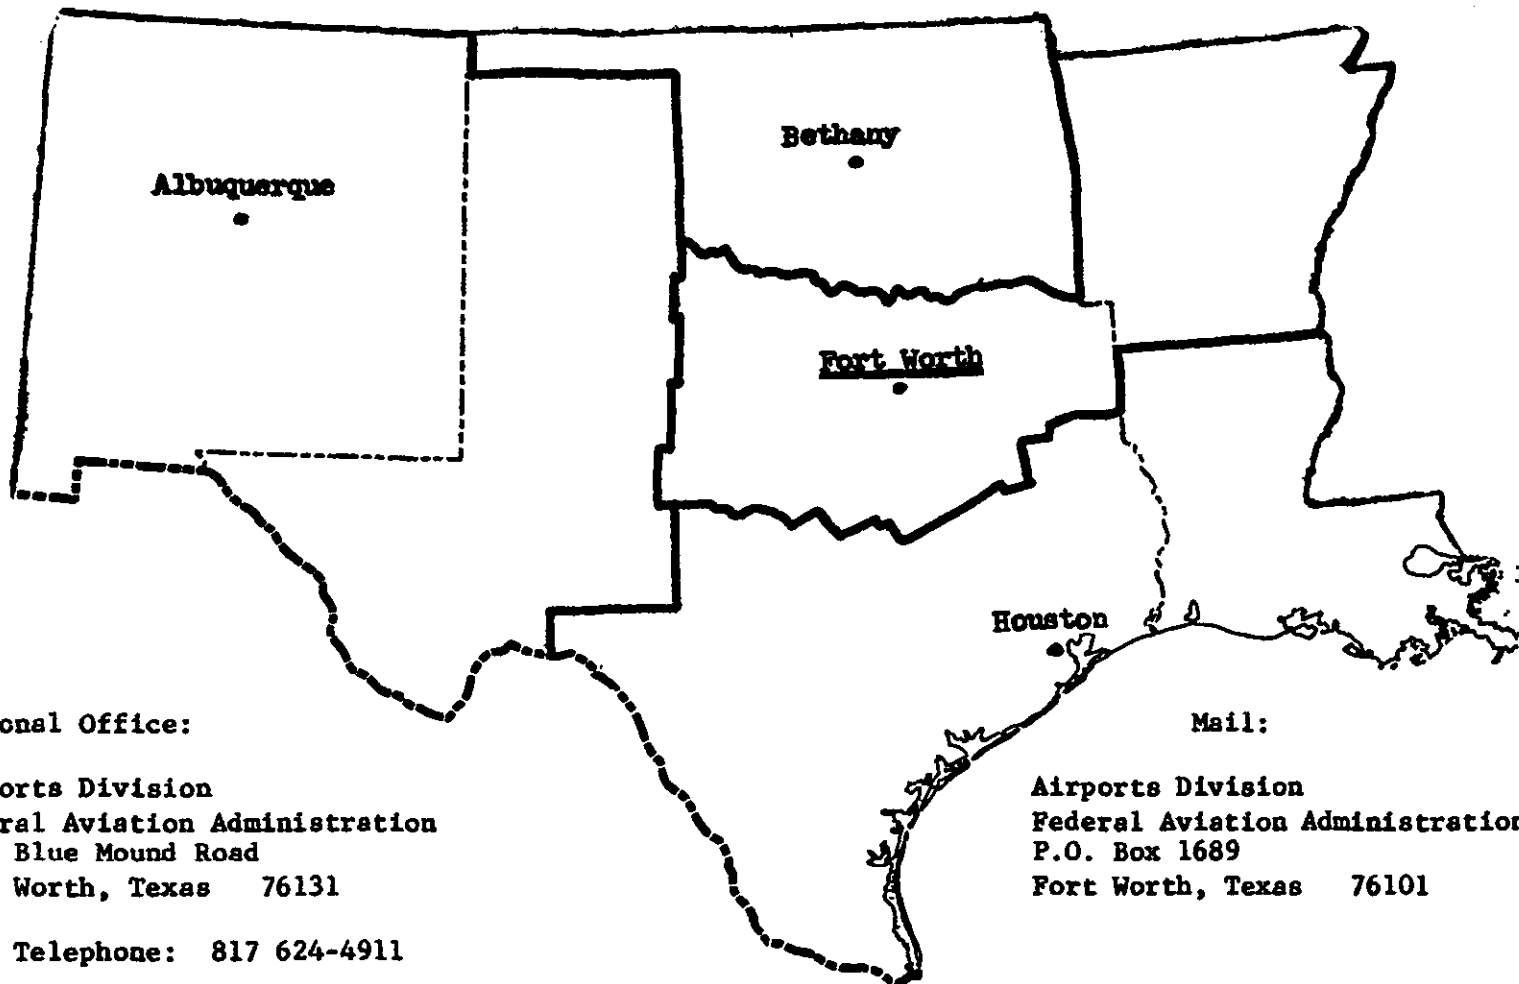 Bethany
Albuquerque
Fort Worth
Houston
onal Office:
orts Division
ral Aviation Administration
Blue Mound Road
Worth, Texas 76131
Telephone: 817 624-4911
Mail:
Airports Division
Federal Aviation Administration
P.O. Box 1689
Fort Worth, Texas 76101